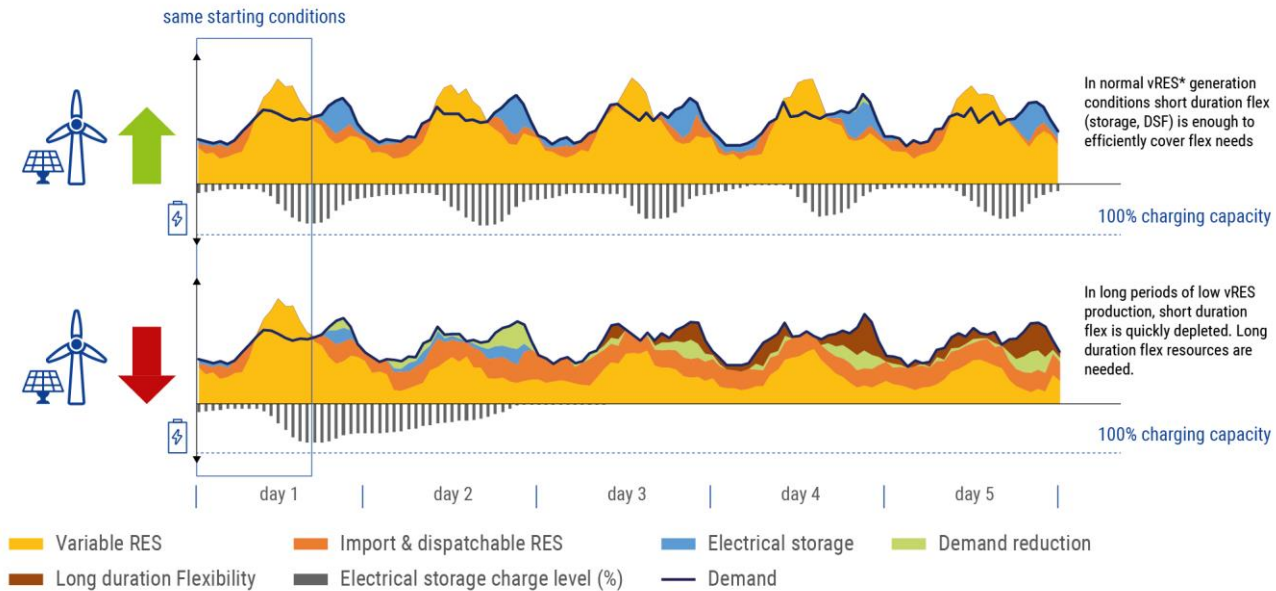 same starting conditions
In normal vRES* generation
conditions short duration flex
(storage, DSF) is enough to
efficiently cover flex needs
100% charging capacity
In long periods of low vRES
production, short duration
flex is quickly depleted. Long
duration flex resources are
needed.
100% charging capacity
day 1 day 2 day 3 day 4 day 5
Variable RES Import & dispatchable RES Electrical storage Demand reduction
Long duration Flexibility Electrical storage charge level (%) Demand